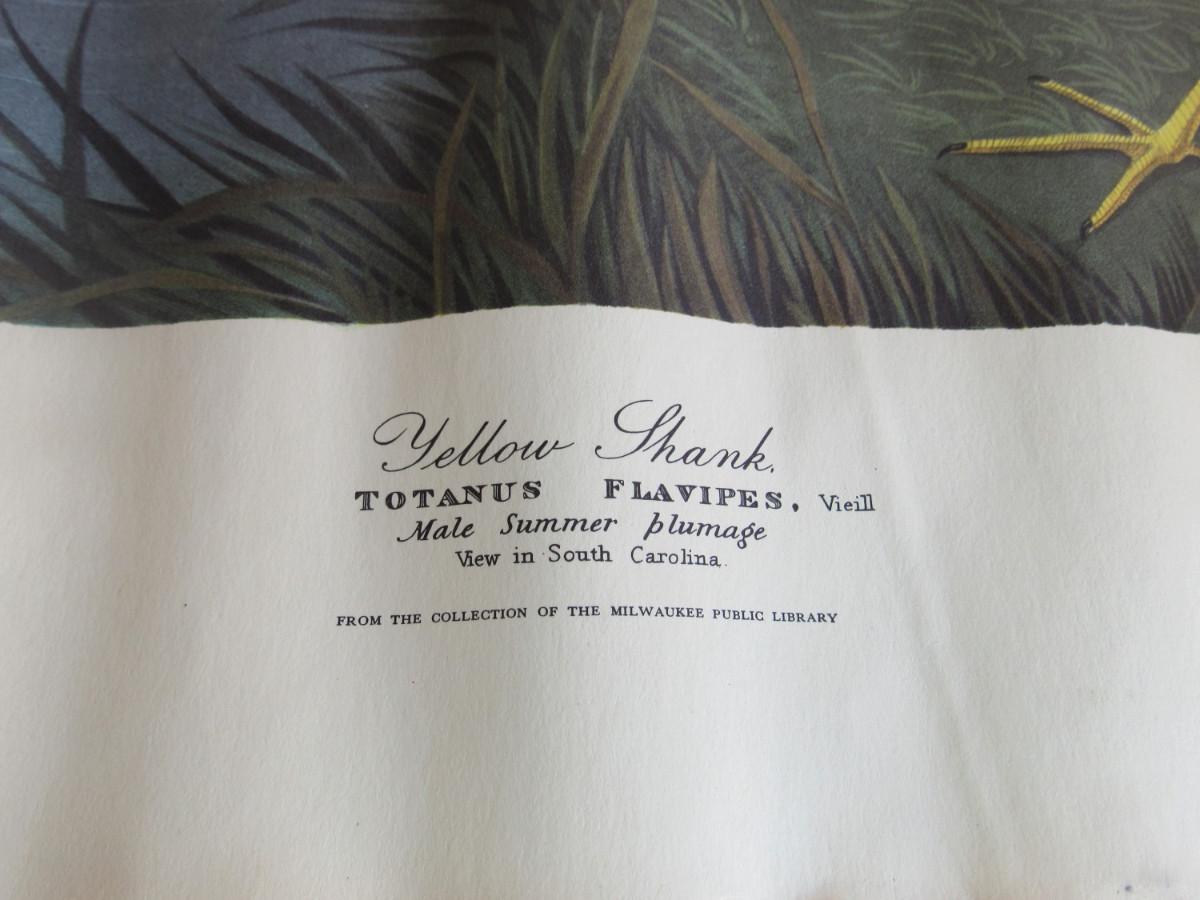 Yellow Shank.
TOTANUS FLAVIPES, Vieill
Male Summer plumage
View in South Carolina.
FROM THE COLLECTION OF THE MILWAUKEE PUBLIC LIBRARY